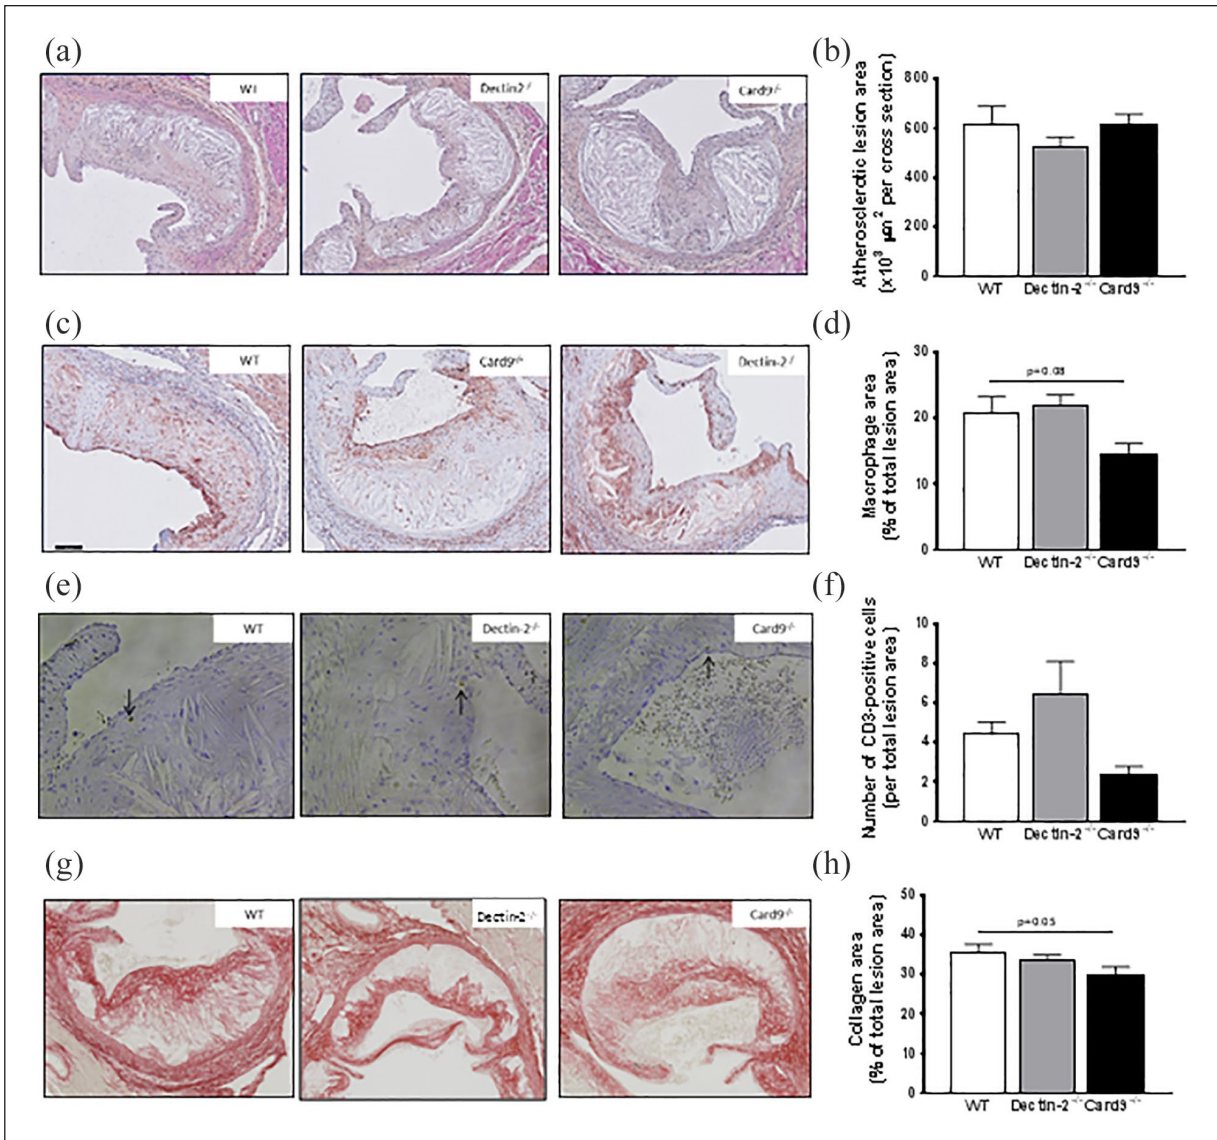 (a)
WT
Dectin2-/-
Card9-/-
(b)
Atherosclerotic lesion area
(x10³ µm² per cross section)
800
600
400
200
0
WT Dectin-2-/- Card9-/-
(c)
WT
Card9-/-
Dectin-2-/-
(d)
Macrophage area
(% of total lesion area)
30
20
10
0
p=0.08
WT Dectin-2-/- Card9-/-
(e)
WT
Dectin-2-/-
Card9-/-
(f)
Number of CD3-positive cells
(per total lesion area)
10
8
6
4
2
0
WT Dectin-2-/- Card9-/-
(g)
WT
Dectin-2-/-
Card9-/-
(h)
Collagen area
(% of total lesion area)
50
40
30
20
10
0
p=0.05
WT Dectin-2-/- Card9-/-